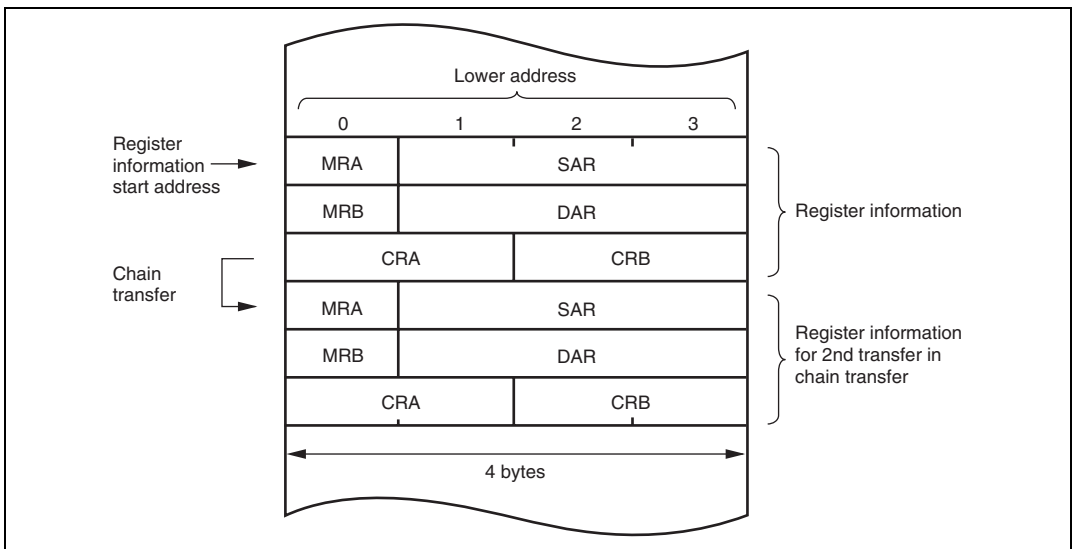 Lower address
0 1 2 3
Register
information
start address
MRA SAR
MRB DAR
Register information
CRA CRB
Chain
transfer
MRA SAR
MRB DAR
Register information
for 2nd transfer in
chain transfer
CRA CRB
4 bytes